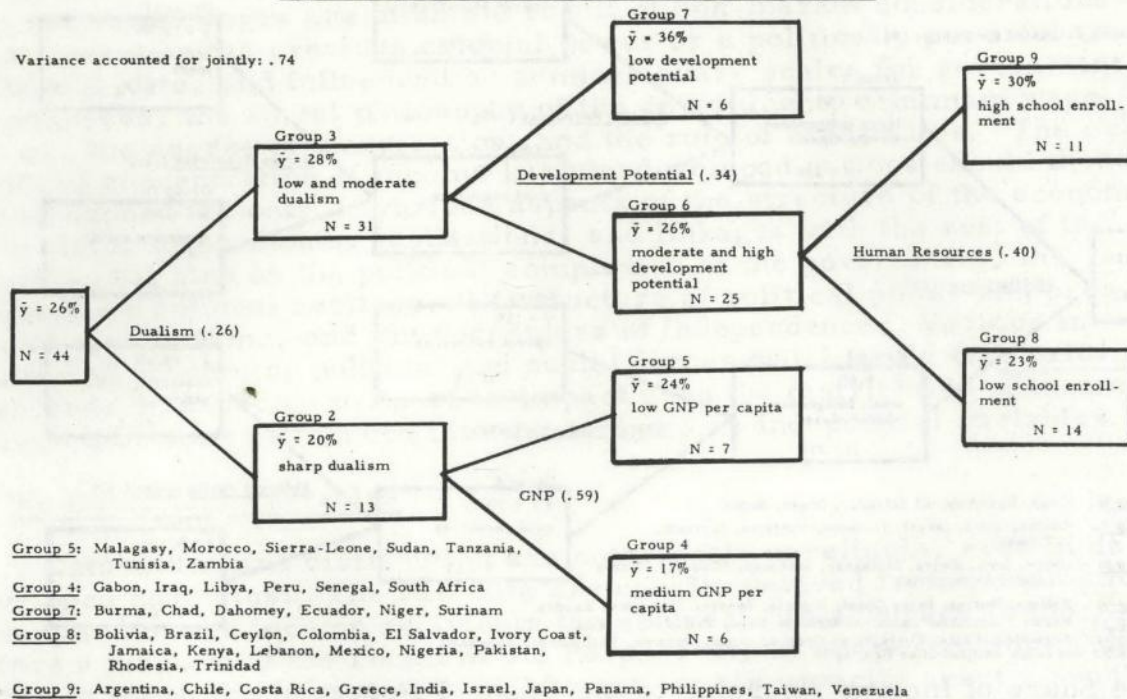 Variance accounted for jointly: .74
Group 7
ȳ = 36%
low development
potential
N = 6
Group 9
ȳ = 30%
high school enroll-
ment
N = 11
Group 3
ȳ = 28%
low and moderate
dualism
N = 31
Development Potential (.34)
Group 6
ȳ = 26%
moderate and high
development
potential
N = 25
Human Resources (.40)
ȳ = 26%
N = 44
Dualism (.26)
Group 8
ȳ = 23%
low school enroll-
ment
N = 14
Group 5
ȳ = 24%
low GNP per capita
N = 7
Group 2
ȳ = 20%
sharp dualism
N = 13
GNP (.59)
Group 4
ȳ = 17%
medium GNP per
capita
N = 6
Group 5: Malagasy, Morocco, Sierra-Leone, Sudan, Tanzania,
Tunisia, Zambia
Group 4: Gabon, Iraq, Libya, Peru, Senegal, South Africa
Group 7: Burma, Chad, Dahomey, Ecuador, Niger, Surinam
Group 8: Bolivia, Brazil, Ceylon, Colombia, El Salvador, Ivory Coast,
Jamaica, Kenya, Lebanon, Mexico, Nigeria, Pakistan,
Rhodesia, Trinidad
Group 9: Argentina, Chile, Costa Rica, Greece, India, Israel, Japan, Panama, Philippines, Taiwan, Venezuela